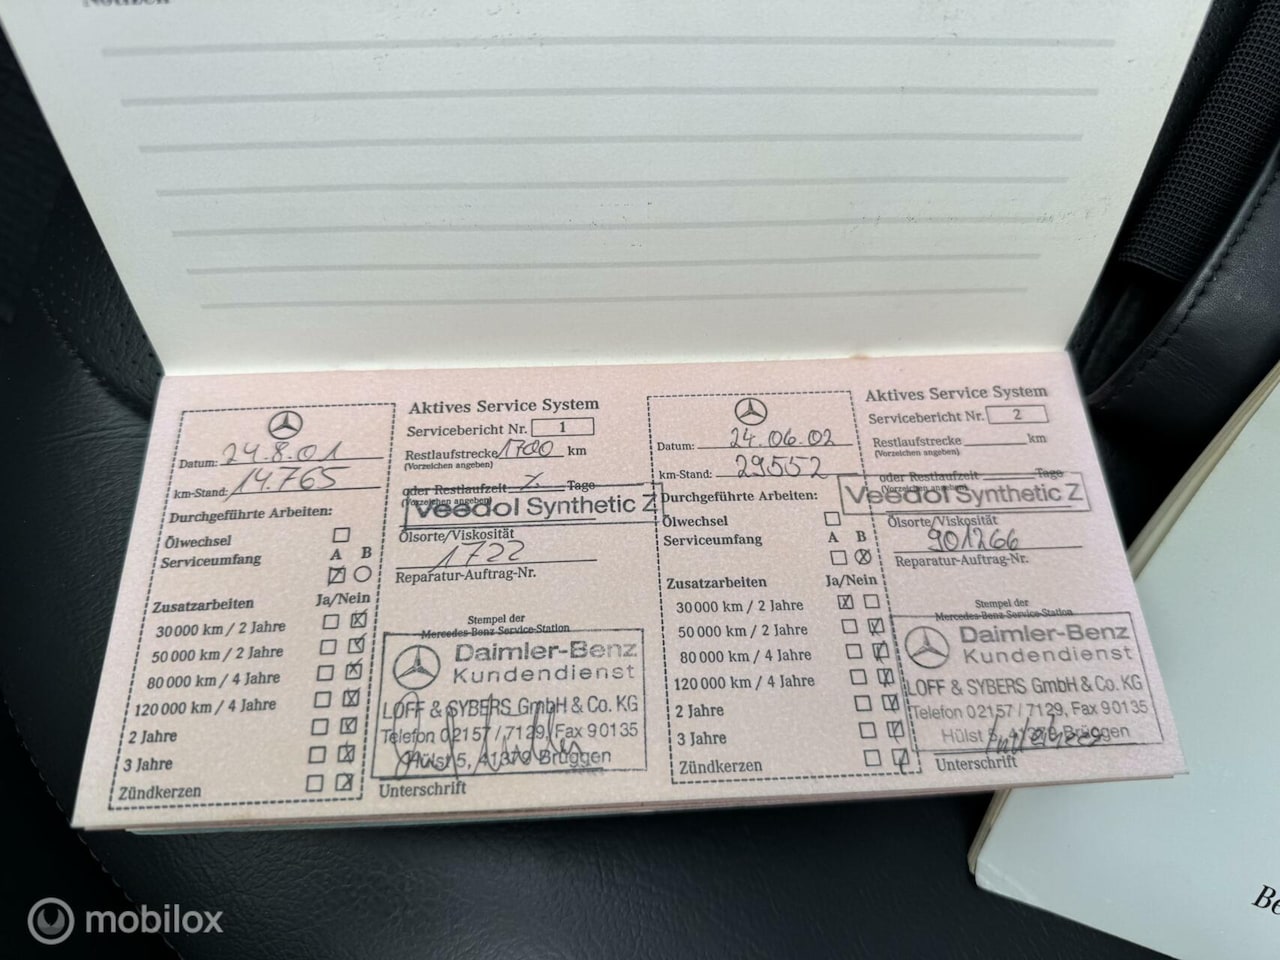 Notizen
Datum: 24.8.01
km-Stand: 14.765
Durchgeführte Arbeiten:
Ölwechsel
Serviceumfang
A B
Zusatzarbeiten Ja/Nein
30 000 km / 2 Jahre
50 000 km / 2 Jahre
80 000 km / 4 Jahre
120 000 km / 4 Jahre
2 Jahre
3 Jahre
Zündkerzen
Aktives Service System
Servicebericht Nr. 1
Restlaufstrecke 1700 km
(Vorzeichen angeben)
oder Restlaufzeit Tage
(Vorzeichen angeben)
Veedol Synthetic Z
Ölsorte/Viskosität
1722
Reparatur-Auftrag-Nr.
Stempel der
Mercedes-Benz Service-Station
Daimler-Benz
Kundendienst
LOFF & SYBERS GmbH & Co. KG
Telefon 02157 / 7129, Fax 90135
Hülst 5, 41379 Brüggen
Unterschrift
Datum: 24.06.02
km-Stand: 29552
Durchgeführte Arbeiten:
Ölwechsel
Serviceumfang
A B
Zusatzarbeiten Ja/Nein
30 000 km / 2 Jahre
50 000 km / 2 Jahre
80 000 km / 4 Jahre
120 000 km / 4 Jahre
2 Jahre
3 Jahre
Zündkerzen
Aktives Service System
Servicebericht Nr. 2
Restlaufstrecke km
(Vorzeichen angeben)
oder Restlaufzeit Tage
(Vorzeichen angeben)
Veedol Synthetic Z
Ölsorte/Viskosität
901266
Reparatur-Auftrag-Nr.
Stempel der
Mercedes-Benz Service-Station
Daimler-Benz
Kundendienst
LOFF & SYBERS GmbH & Co. KG
Telefon 02157 / 7129, Fax 90135
Hülst 5, 41379 Brüggen
Unterschrift
mobilox